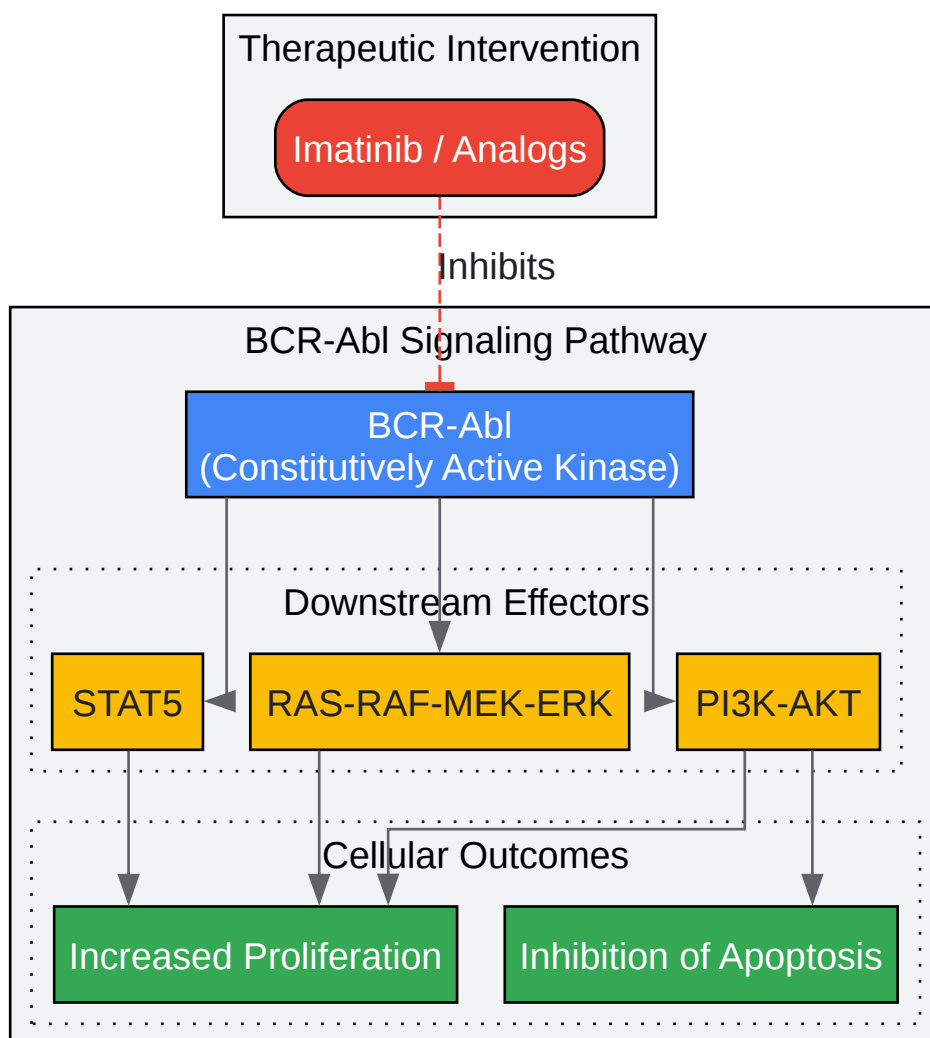 Therapeutic Intervention
Imatinib / Analogs
Inhibits
BCR-Abl Signaling Pathway
BCR-Abl
(Constitutively Active Kinase)
Downstream Effectors
STAT5
RAS-RAF-MEK-ERK
PI3K-AKT
Cellular Outcomes
Increased Proliferation
Inhibition of Apoptosis